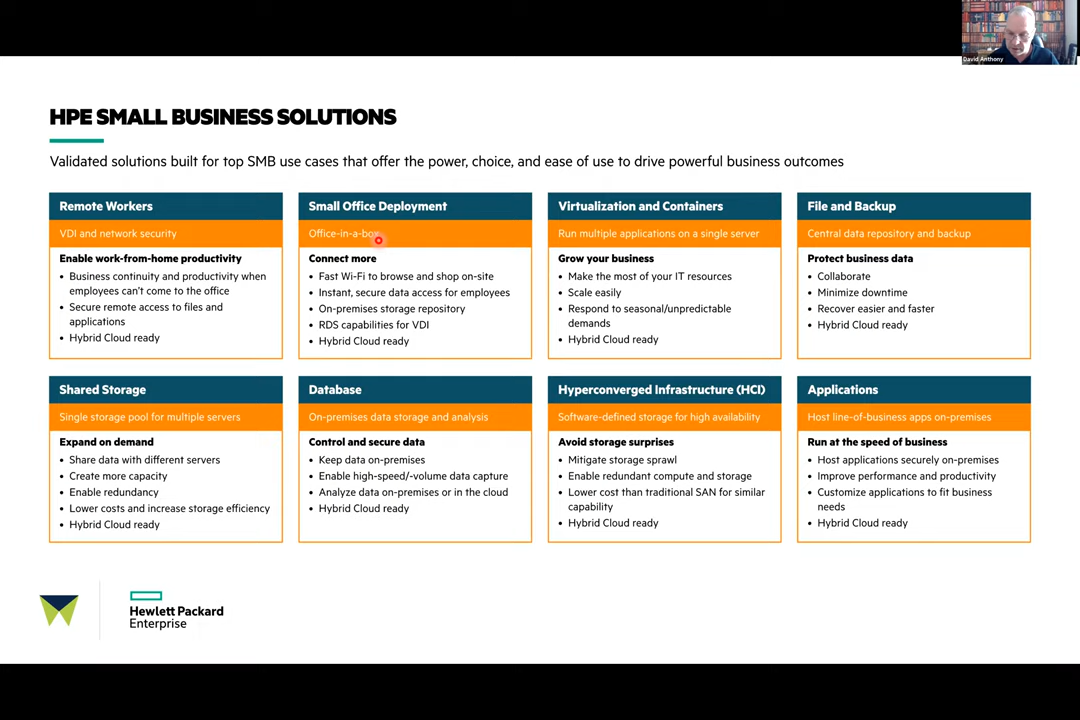 David Anthony
HPE SMALL BUSINESS SOLUTIONS
Validated solutions built for top SMB use cases that offer the power, choice, and ease of use to drive powerful business outcomes
Remote Workers
VDI and network security
Enable work-from-home productivity
• Business continuity and productivity when
employees can't come to the office
• Secure remote access to files and
applications
• Hybrid Cloud ready
Small Office Deployment
Office-in-a-box
Connect more
• Fast Wi-Fi to browse and shop on-site
• Instant, secure data access for employees
• On-premises storage repository
• RDS capabilities for VDI
• Hybrid Cloud ready
Virtualization and Containers
Run multiple applications on a single server
Grow your business
• Make the most of your IT resources
• Scale easily
• Respond to seasonal/unpredictable
demands
• Hybrid Cloud ready
File and Backup
Central data repository and backup
Protect business data
• Collaborate
• Minimize downtime
• Recover easier and faster
• Hybrid Cloud ready
Shared Storage
Single storage pool for multiple servers
Expand on demand
• Share data with different servers
• Create more capacity
• Enable redundancy
• Lower costs and increase storage efficiency
• Hybrid Cloud ready
Database
On-premises data storage and analysis
Control and secure data
• Keep data on-premises
• Enable high-speed/-volume data capture
• Analyze data on-premises or in the cloud
• Hybrid Cloud ready
Hyperconverged Infrastructure (HCI)
Software-defined storage for high availability
Avoid storage surprises
• Mitigate storage sprawl
• Enable redundant compute and storage
• Lower cost than traditional SAN for similar
capability
• Hybrid Cloud ready
Applications
Host line-of-business apps on-premises
Run at the speed of business
• Host applications securely on-premises
• Improve performance and productivity
• Customize applications to fit business
needs
• Hybrid Cloud ready
Hewlett Packard
Enterprise